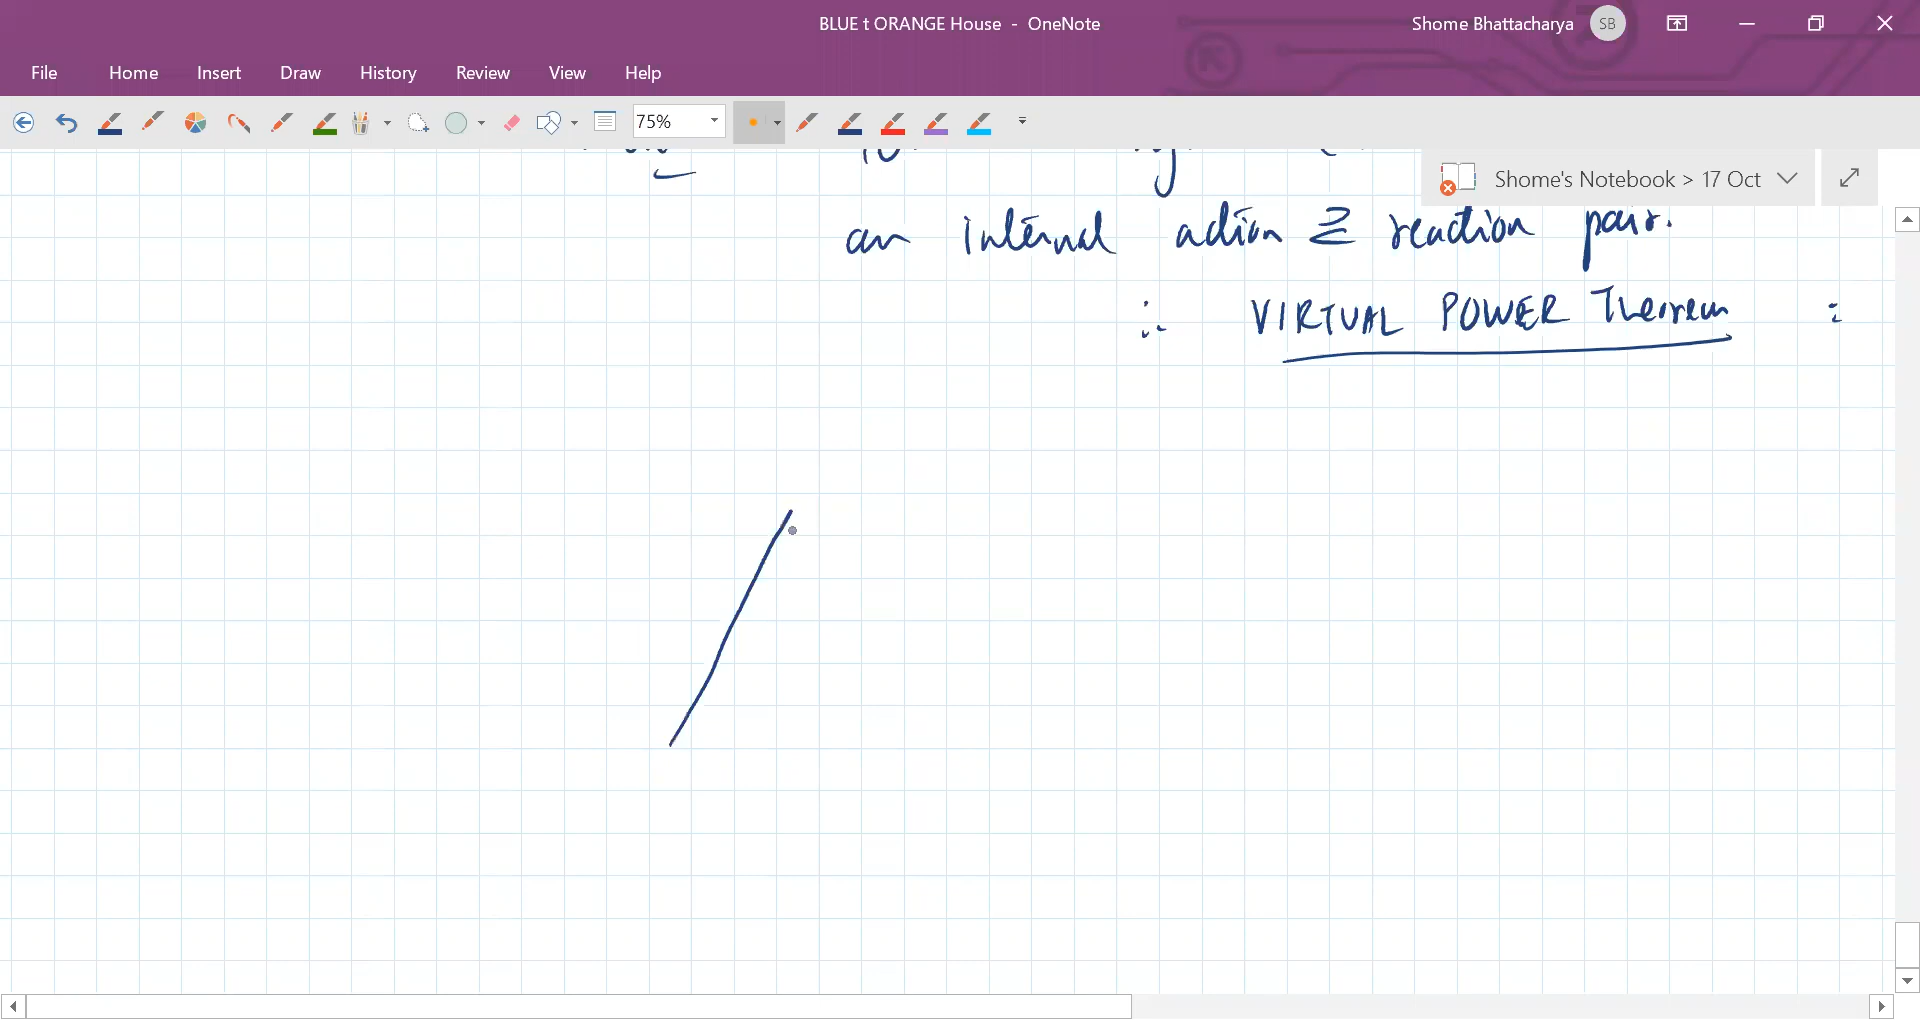 BLUE t ORANGE House - OneNote
Shome Bhattacharya SB
File Home Insert Draw History Review View Help
75%
Shome's Notebook > 17 Oct
an internal action & reaction pair.
∴ VIRTUAL POWER Theorem :